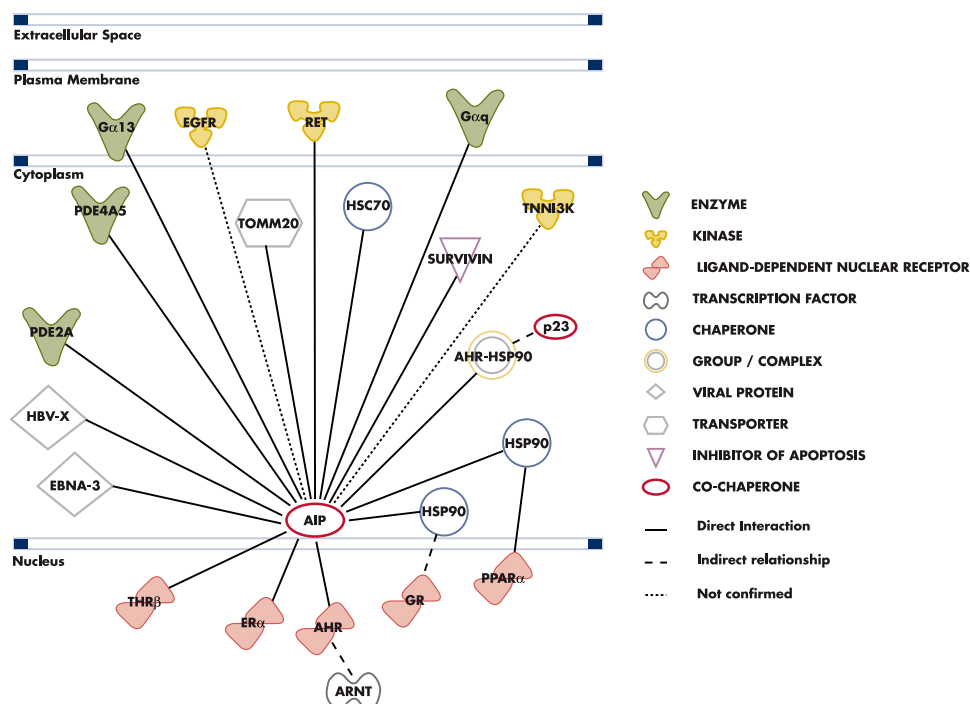 Extracellular Space
Plasma Membrane
Gα13
EGFR
RET
Gαq
Cytoplasm
PDE4A5
TOMM20
HSC70
TNNI3K
SURVIVIN
PDE2A
p23
AHR-HSP90
HBV-X
HSP90
EBNA-3
AIP
HSP90
Nucleus
THRβ
ERα
AHR
GR
PPARα
ARNT
ENZYME
KINASE
LIGAND-DEPENDENT NUCLEAR RECEPTOR
TRANSCRIPTION FACTOR
CHAPERONE
GROUP / COMPLEX
VIRAL PROTEIN
TRANSPORTER
INHIBITOR OF APOPTOSIS
CO-CHAPERONE
Direct Interaction
Indirect relationship
Not confirmed